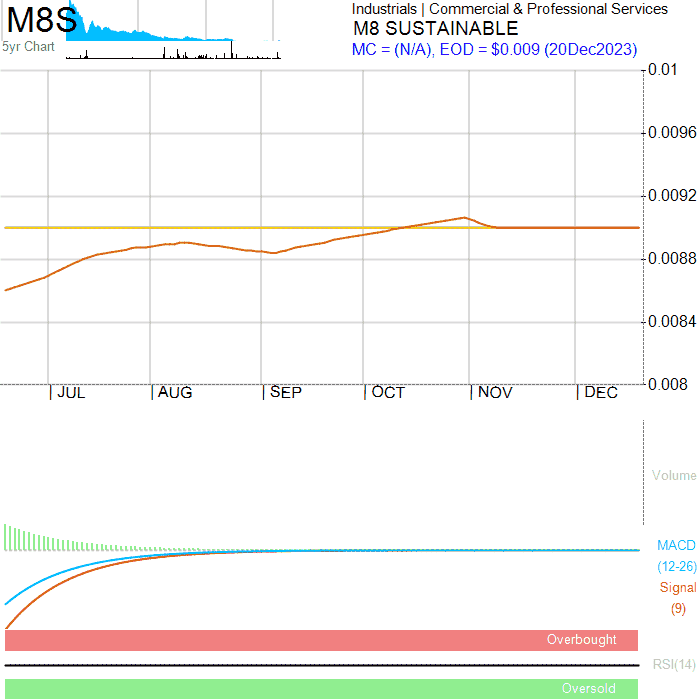 M8S
5yr Chart
Industrials | Commercial & Professional Services
M8 SUSTAINABLE
MC = (N/A), EOD = $0.009 (20Dec2023)
0.01
0.0096
0.0092
0.0088
0.0084
0.008
JUL AUG SEP OCT NOV DEC
Volume
MACD
(12-26)
Signal
(9)
Overbought
RSI(14)
Oversold